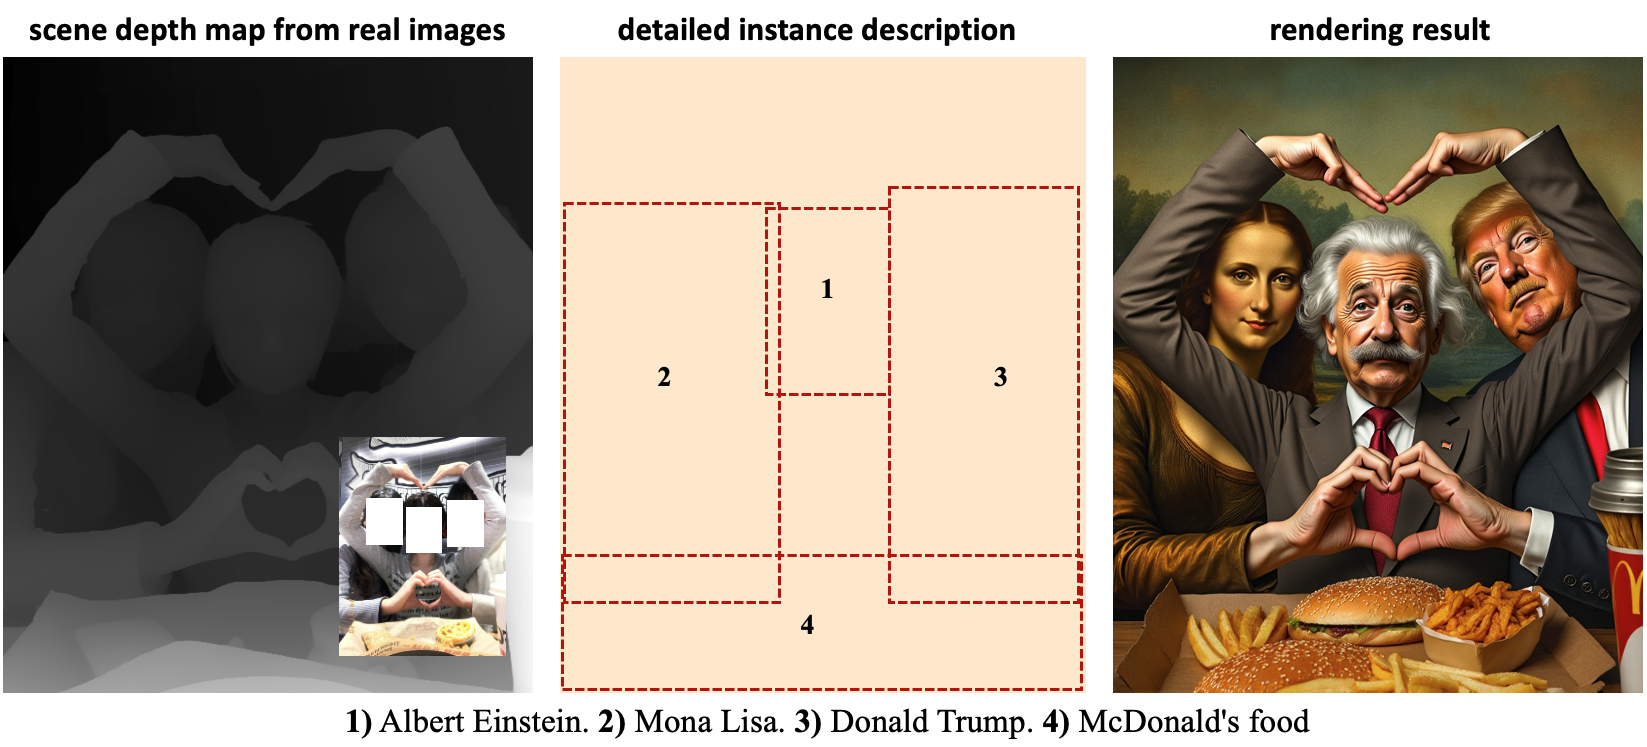 scene depth map from real images
detailed instance description
rendering result
1
2
3
4
1) Albert Einstein. 2) Mona Lisa. 3) Donald Trump. 4) McDonald's food